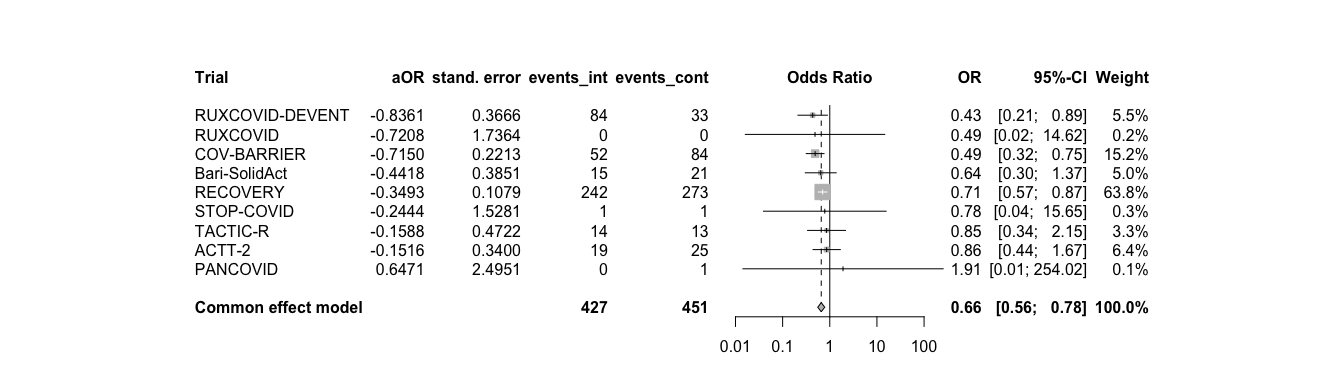 Trial aOR stand. error events_int events_cont Odds Ratio OR 95%-CI Weight
RUXCOVID-DEVENT -0.8361 0.3666 84 33 0.43 [0.21; 0.89] 5.5%
RUXCOVID -0.7208 1.7364 0 0 0.49 [0.02; 14.62] 0.2%
COV-BARRIER -0.7150 0.2213 52 84 0.49 [0.32; 0.75] 15.2%
Bari-SolidAct -0.4418 0.3851 15 21 0.64 [0.30; 1.37] 5.0%
RECOVERY -0.3493 0.1079 242 273 0.71 [0.57; 0.87] 63.8%
STOP-COVID -0.2444 1.5281 1 1 0.78 [0.04; 15.65] 0.3%
TACTIC-R -0.1588 0.4722 14 13 0.85 [0.34; 2.15] 3.3%
ACTT-2 -0.1516 0.3400 19 25 0.86 [0.44; 1.67] 6.4%
PANCOVID 0.6471 2.4951 0 1 1.91 [0.01; 254.02] 0.1%
Common effect model 427 451 0.66 [0.56; 0.78] 100.0%
0.01 0.1 1 10 100